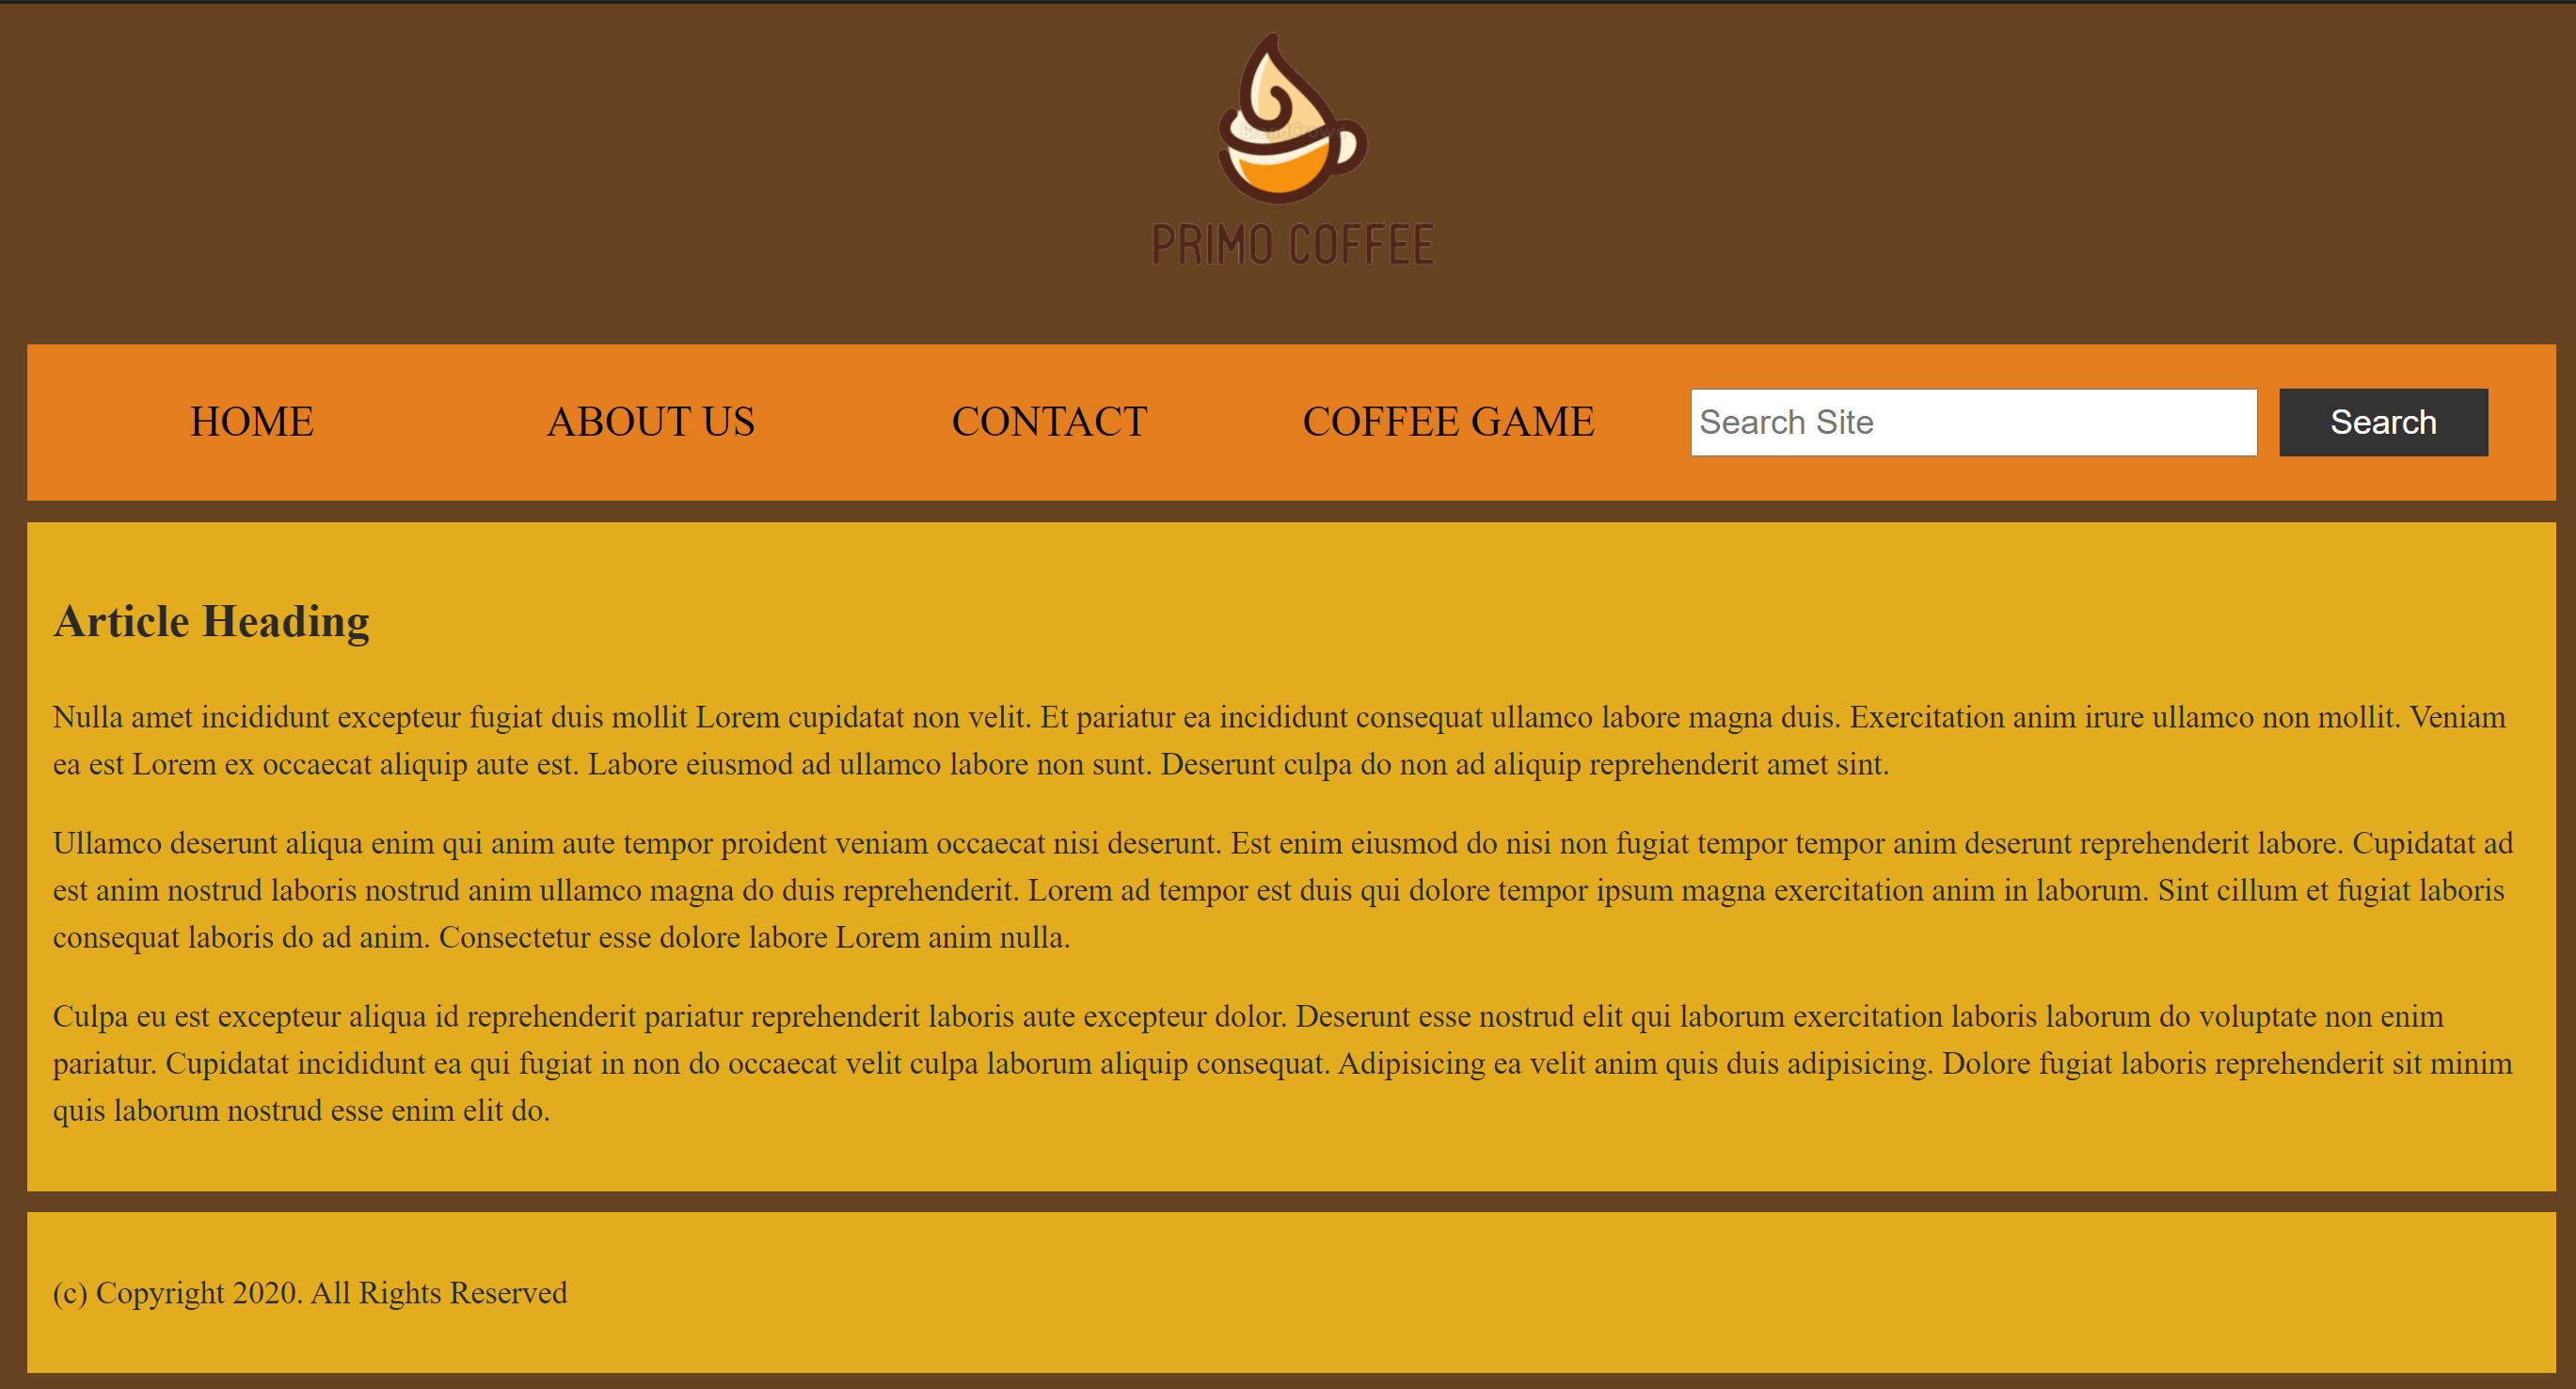 BrandCrowd
PRIMO COFFEE
HOME ABOUT US CONTACT COFFEE GAME Search Site Search
Article Heading
Nulla amet incididunt excepteur fugiat duis mollit Lorem cupidatat non velit. Et pariatur ea incididunt consequat ullamco labore magna duis. Exercitation anim irure ullamco non mollit. Veniam
ea est Lorem ex occaecat aliquip aute est. Labore eiusmod ad ullamco labore non sunt. Deserunt culpa do non ad aliquip reprehenderit amet sint.
Ullamco deserunt aliqua enim qui anim aute tempor proident veniam occaecat nisi deserunt. Est enim eiusmod do nisi non fugiat tempor tempor anim deserunt reprehenderit labore. Cupidatat ad
est anim nostrud laboris nostrud anim ullamco magna do duis reprehenderit. Lorem ad tempor est duis qui dolore tempor ipsum magna exercitation anim in laborum. Sint cillum et fugiat laboris
consequat laboris do ad anim. Consectetur esse dolore labore Lorem anim nulla.
Culpa eu est excepteur aliqua id reprehenderit pariatur reprehenderit laboris aute excepteur dolor. Deserunt esse nostrud elit qui laborum exercitation laboris laborum do voluptate non enim
pariatur. Cupidatat incididunt ea qui fugiat in non do occaecat velit culpa laborum aliquip consequat. Adipisicing ea velit anim quis duis adipisicing. Dolore fugiat laboris reprehenderit sit minim
quis laborum nostrud esse enim elit do.
(c) Copyright 2020. All Rights Reserved